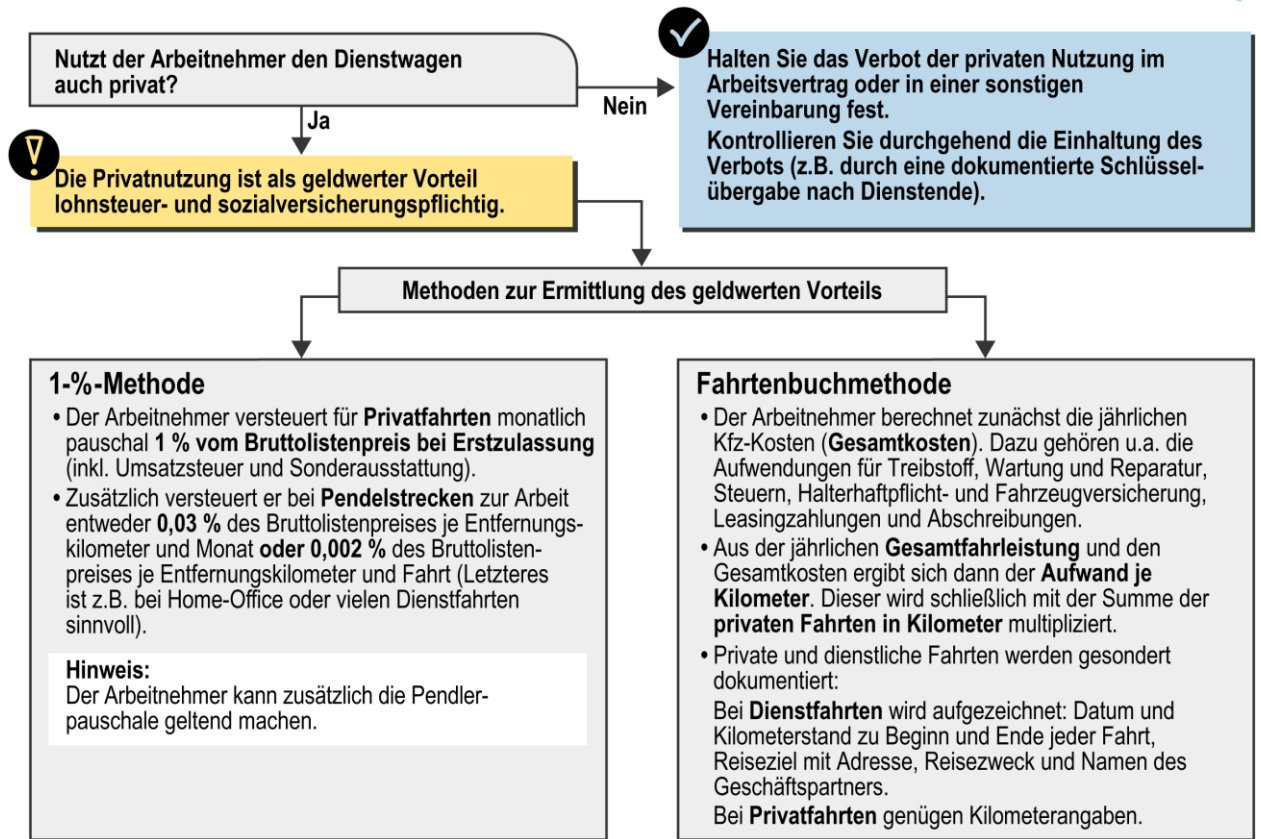 Nutzt der Arbeitnehmer den Dienstwagen
auch privat?
Nein
Ja
Halten Sie das Verbot der privaten Nutzung im
Arbeitsvertrag oder in einer sonstigen
Vereinbarung fest.
Kontrollieren Sie durchgehend die Einhaltung des
Verbots (z.B. durch eine dokumentierte Schlüssel-
übergabe nach Dienstende).
Die Privatnutzung ist als geldwerter Vorteil
lohnsteuer- und sozialversicherungspflichtig.
Methoden zur Ermittlung des geldwerten Vorteils
1-%-Methode
• Der Arbeitnehmer versteuert für Privatfahrten monatlich
pauschal 1 % vom Bruttolistenpreis bei Erstzulassung
(inkl. Umsatzsteuer und Sonderausstattung).
• Zusätzlich versteuert er bei Pendelstrecken zur Arbeit
entweder 0,03 % des Bruttolistenpreises je Entfernungs-
kilometer und Monat oder 0,002 % des Bruttolisten-
preises je Entfernungskilometer und Fahrt (Letzteres
ist z.B. bei Home-Office oder vielen Dienstfahrten
sinnvoll).
Hinweis:
Der Arbeitnehmer kann zusätzlich die Pendler-
pauschale geltend machen.
Fahrtenbuchmethode
• Der Arbeitnehmer berechnet zunächst die jährlichen
Kfz-Kosten (Gesamtkosten). Dazu gehören u.a. die
Aufwendungen für Treibstoff, Wartung und Reparatur,
Steuern, Halterhaftpflicht- und Fahrzeugversicherung,
Leasingzahlungen und Abschreibungen.
• Aus der jährlichen Gesamtfahrleistung und den
Gesamtkosten ergibt sich dann der Aufwand je
Kilometer. Dieser wird schließlich mit der Summe der
privaten Fahrten in Kilometer multipliziert.
• Private und dienstliche Fahrten werden gesondert
dokumentiert:
Bei Dienstfahrten wird aufgezeichnet: Datum und
Kilometerstand zu Beginn und Ende jeder Fahrt,
Reiseziel mit Adresse, Reisezweck und Namen des
Geschäftspartners.
Bei Privatfahrten genügen Kilometerangaben.